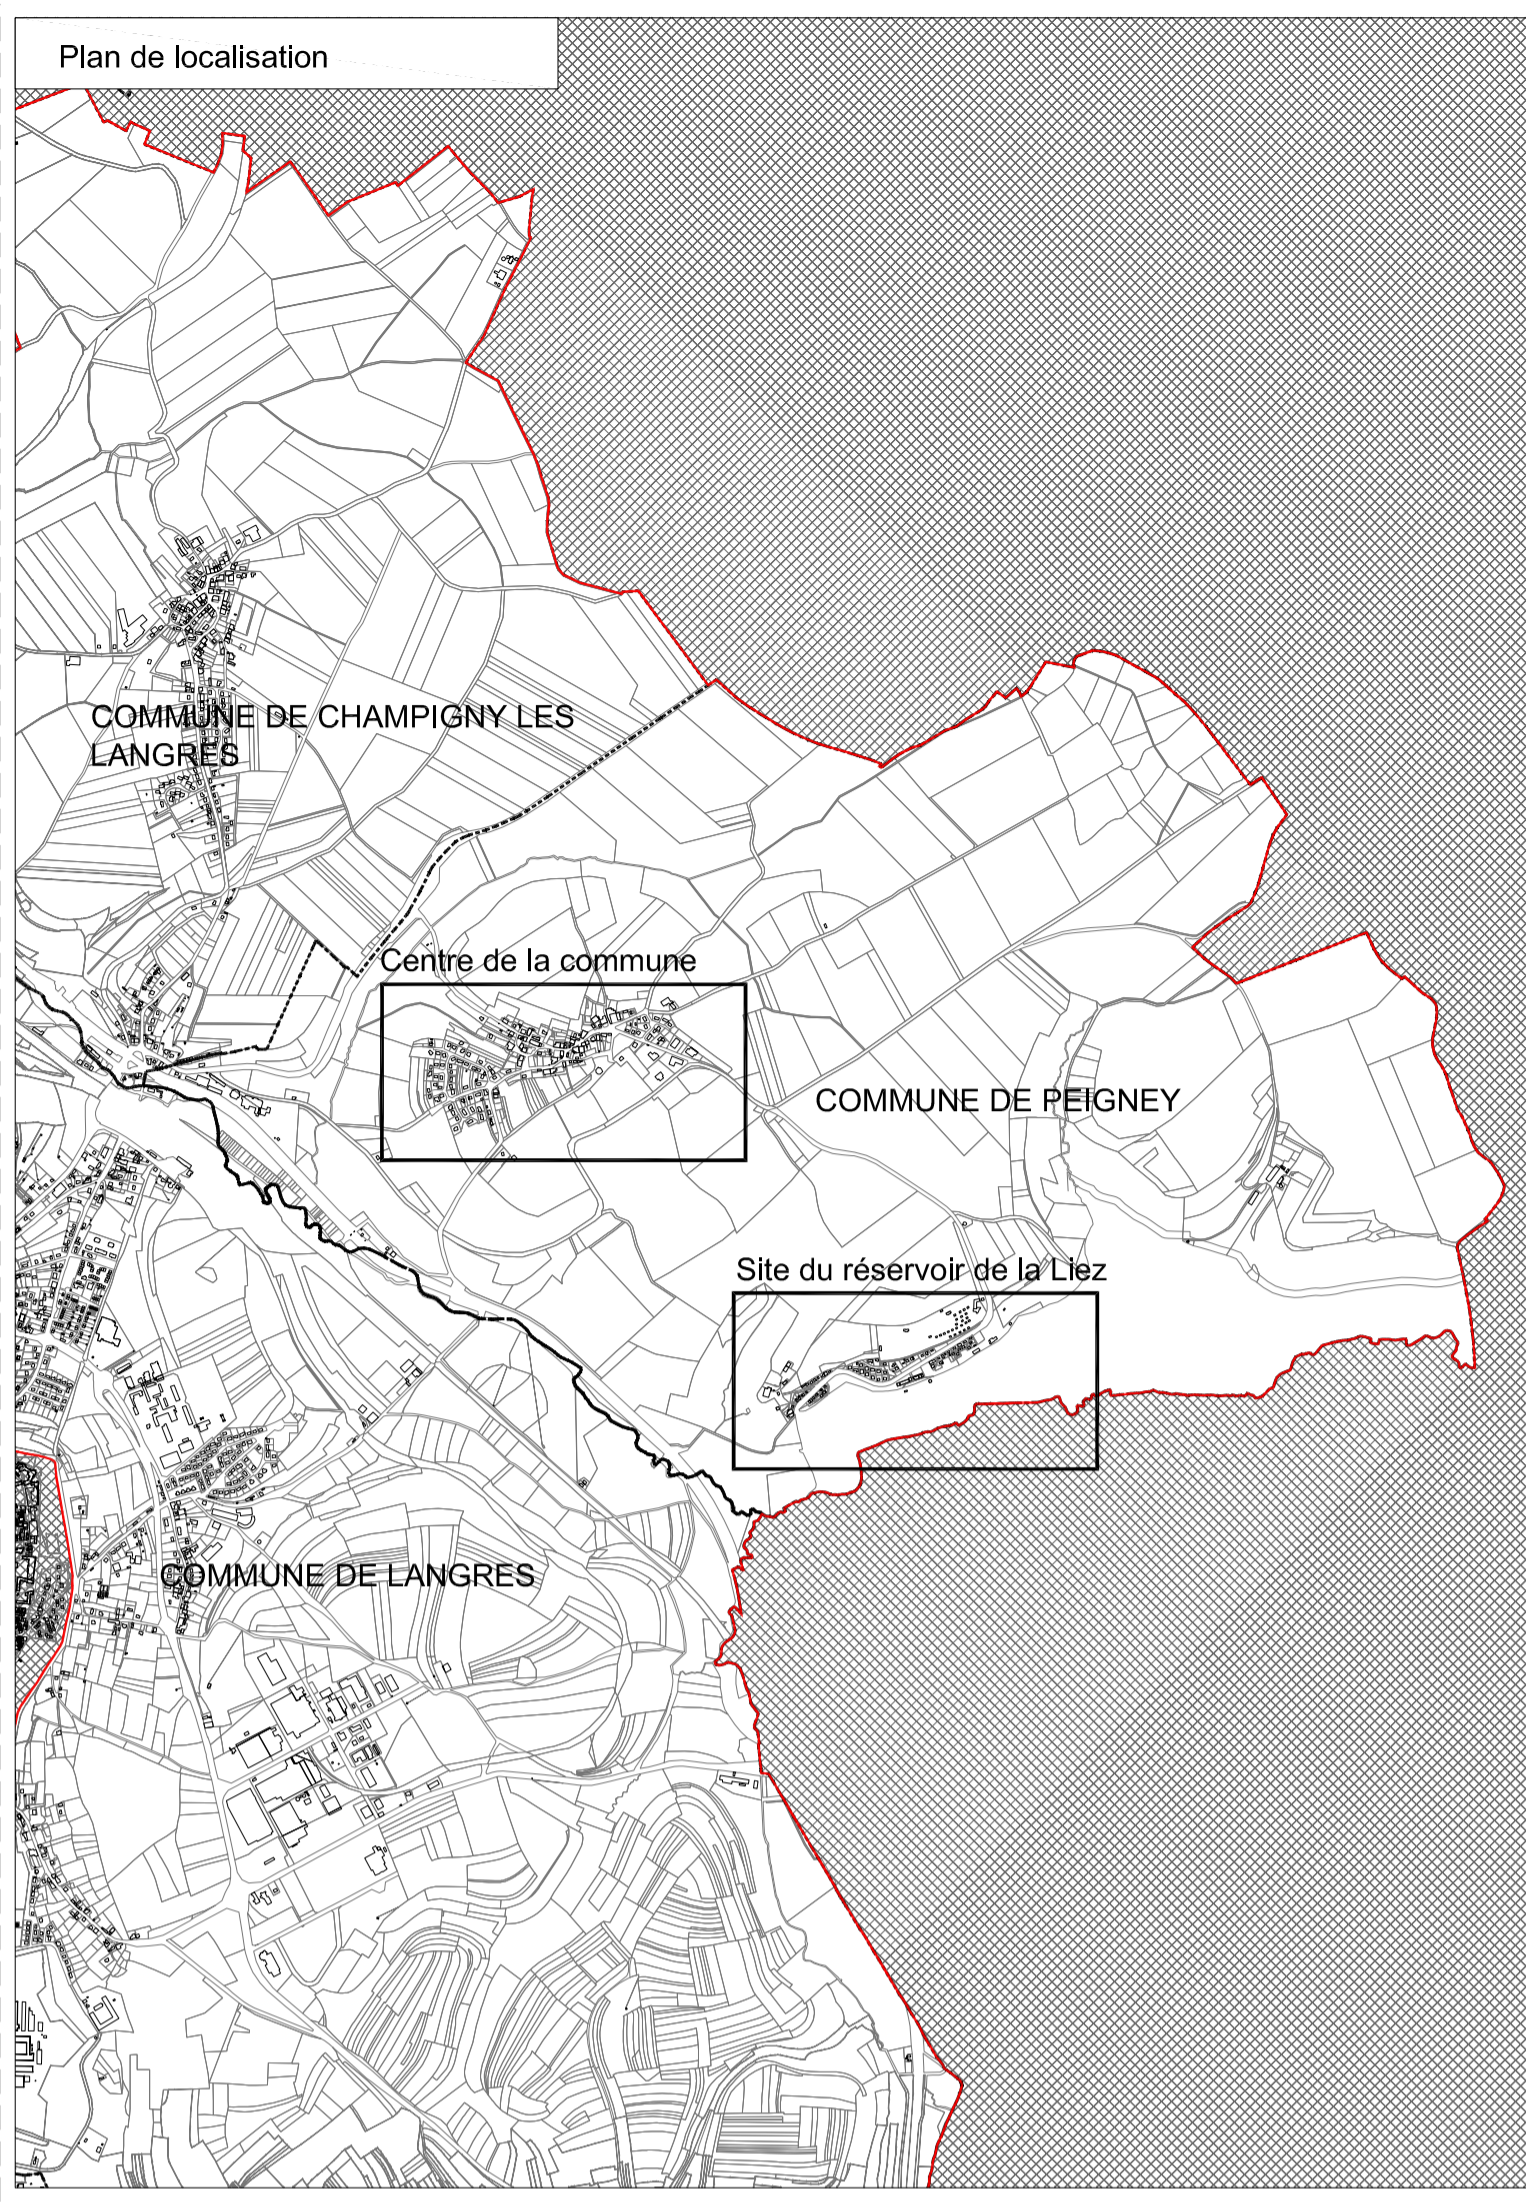 Plan de localisation
COMMUNE DE CHAMPIGNY LES
LANGRES
Centre de la commune
COMMUNE DE PEIGNEY
Site du réservoir de la Liez
COMMUNE DE LANGRES